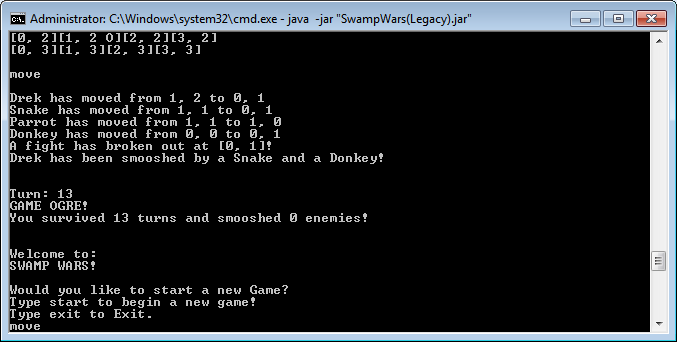 Administrator: C:\Windows\system32\cmd.exe - java -jar "SwampWars(Legacy).jar"
[0, 2][1, 2 O][2, 2][3, 2]
[0, 3][1, 3][2, 3][3, 3]
move
Drek has moved from 1, 2 to 0, 1
Snake has moved from 1, 1 to 0, 1
Parrot has moved from 1, 1 to 1, 0
Donkey has moved from 0, 0 to 0, 1
A fight has broken out at [0, 1]!
Drek has been smooshed by a Snake and a Donkey!
Turn: 13
GAME OGRE!
You survived 13 turns and smooshed 0 enemies!
Welcome to:
SWAMP WARS!
Would you like to start a new Game?
Type start to begin a new game!
Type exit to Exit.
move